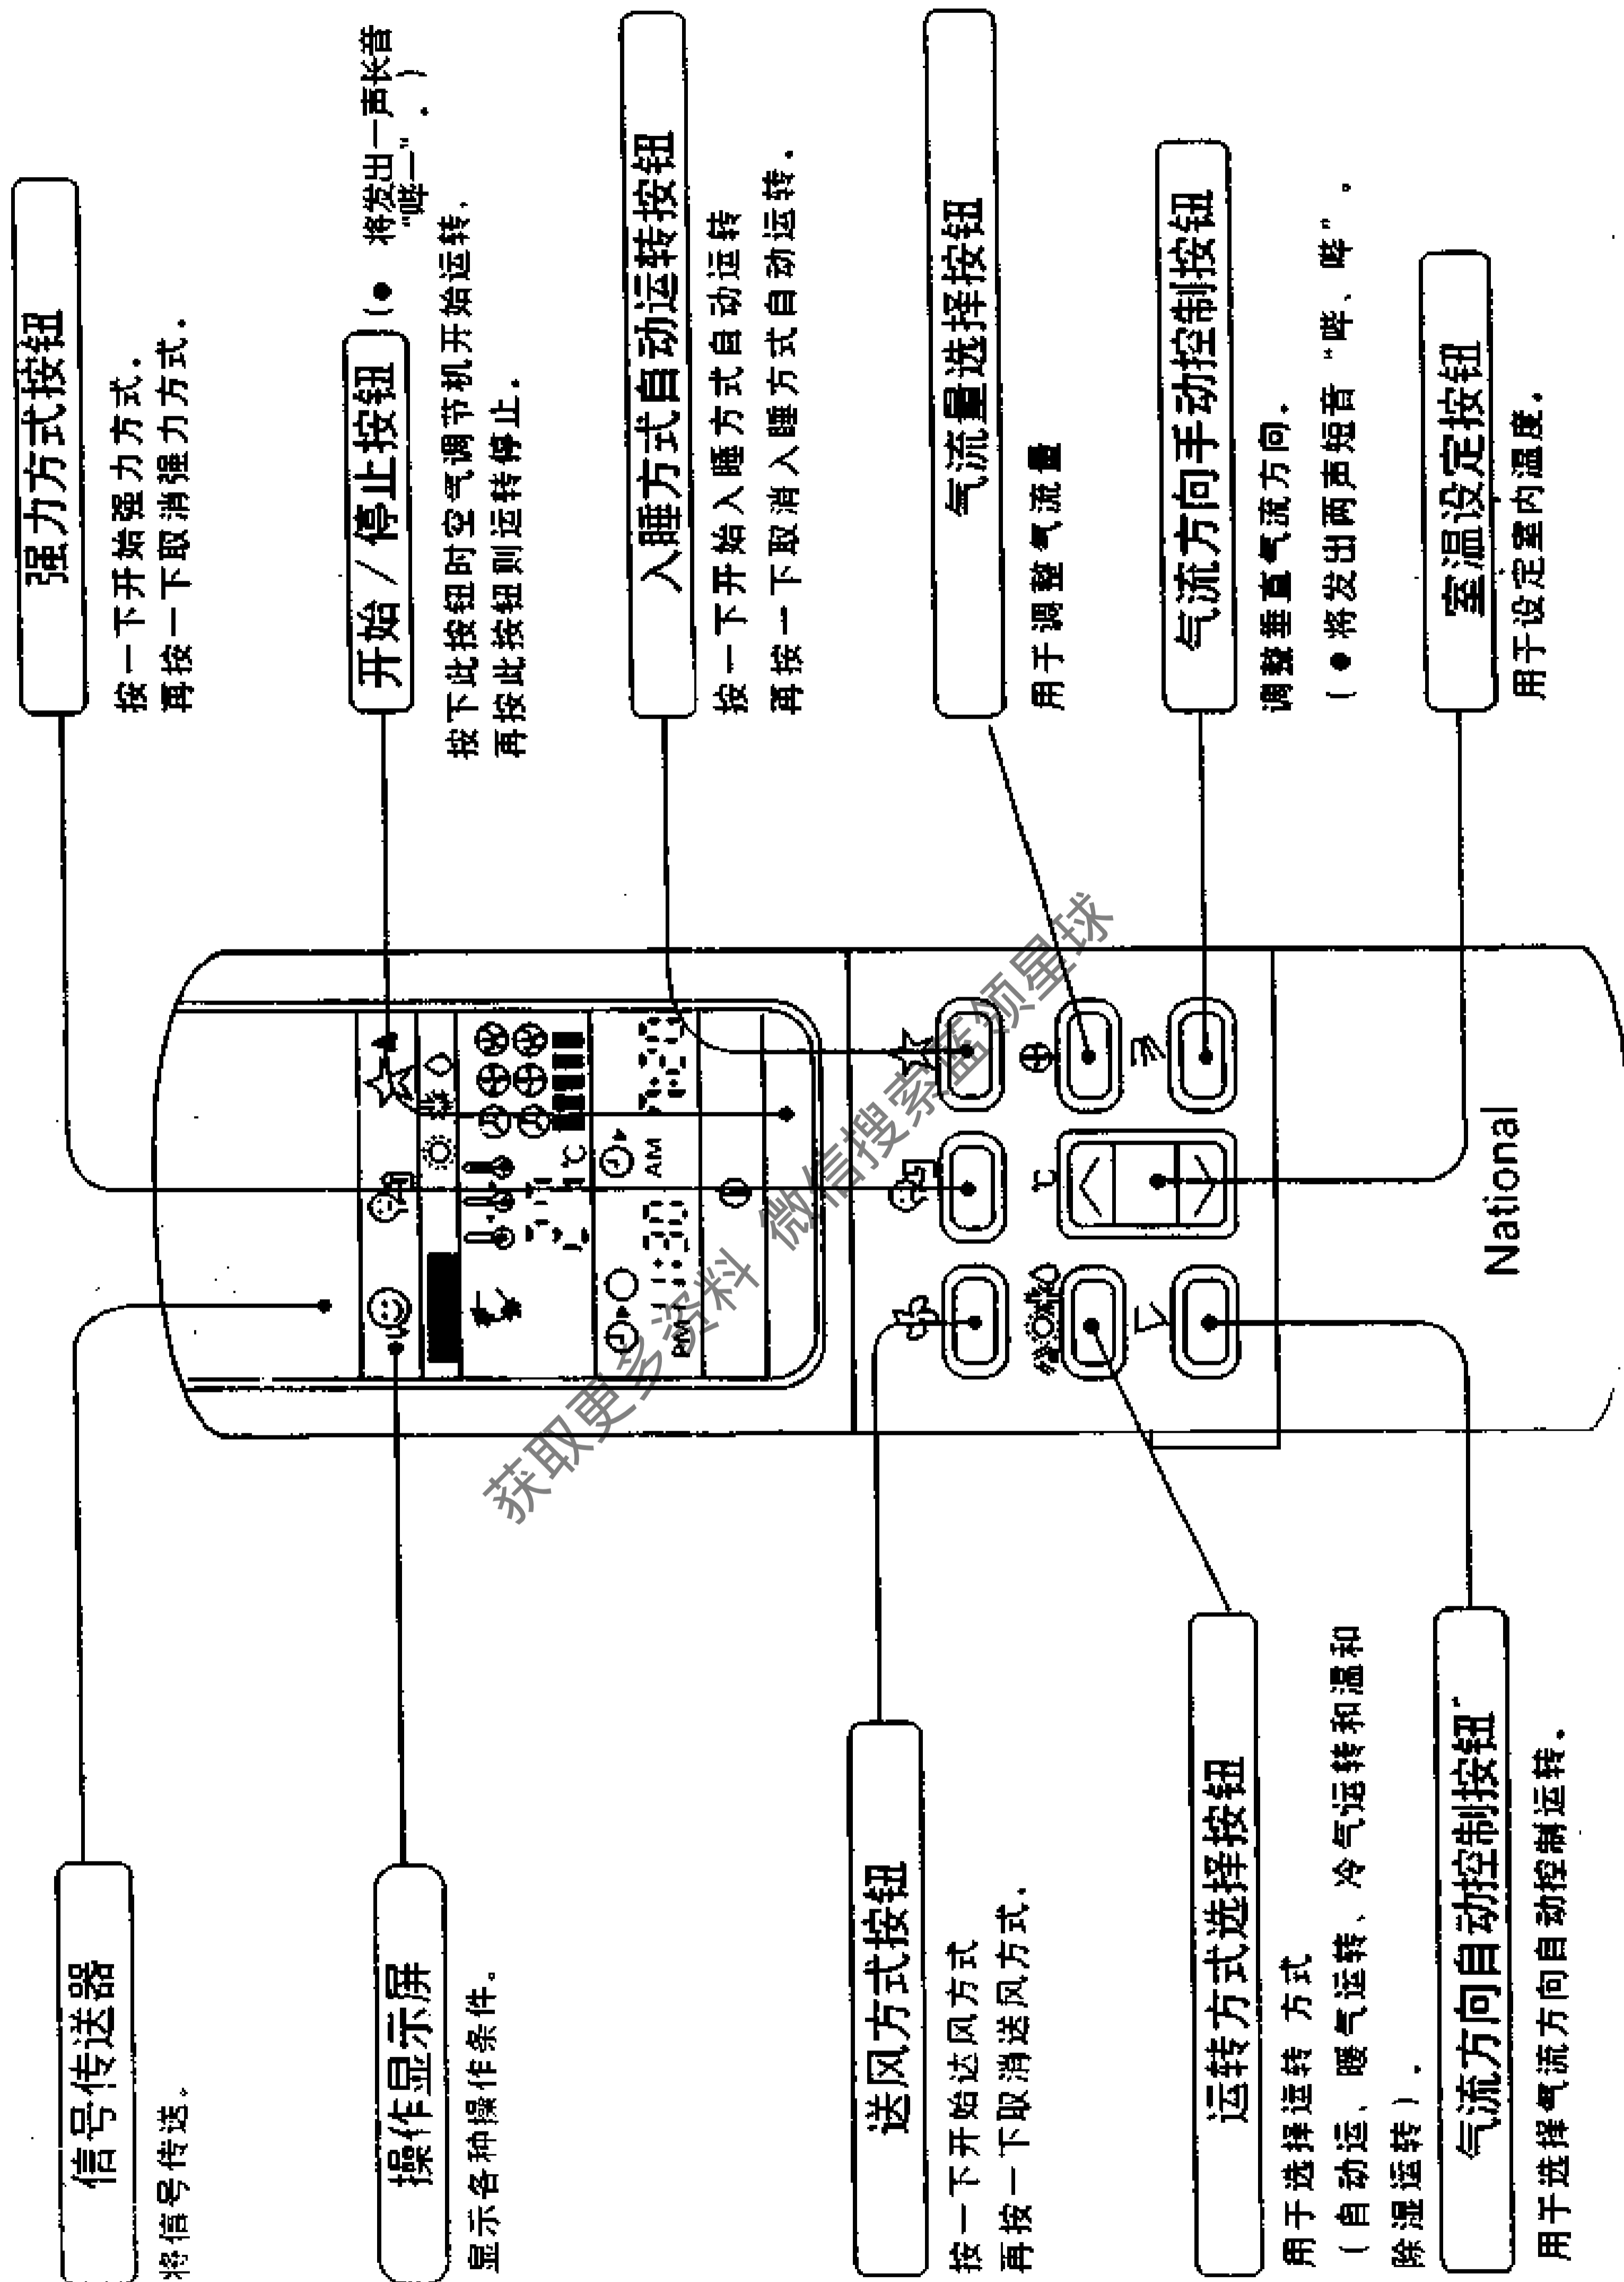 信号传送器
将信号传送。
操作显示屏
显示各种操作条件。
送风方式按钮
按一下开始达风方式
再按一下取消送风方式.
运转方式选择按钮
用于选择运转 方式
(自动运、暖气运转、冷气运转和温和
除湿运转).
气流方向自动控制按钮
用于选择气流方向自动控制运转.
PM 11:30
AM 7:20
℃
℃
National
获取更多资料 微信搜索蓝领星球
强力方式按钮
按一下开始强力方式.
再按一下取消强力方式.
开始/停止按钮
(● 将发出一声长音
"哔—".)
按下此按钮时空气调节机开始运转.
再按此按钮则运转停止.
入睡方式自动运转按钮
按一下开始入睡方式自动运转
再按一下取消入睡方式自动运转.
气流量选择按钮
用于调整气流量
气流方向手动控制按钮
调整垂直气流方向.
(●将发出两声短音“哔、哔”。
室温设定按钮
用于设定室内温度.